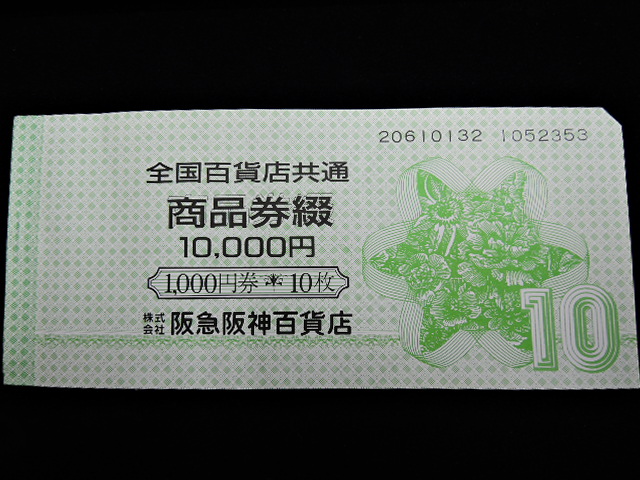 20610132 1052353
全国百貨店共通
商品券綴
10,000円
1,000円券 10枚
株式会社 阪急阪神百貨店
10